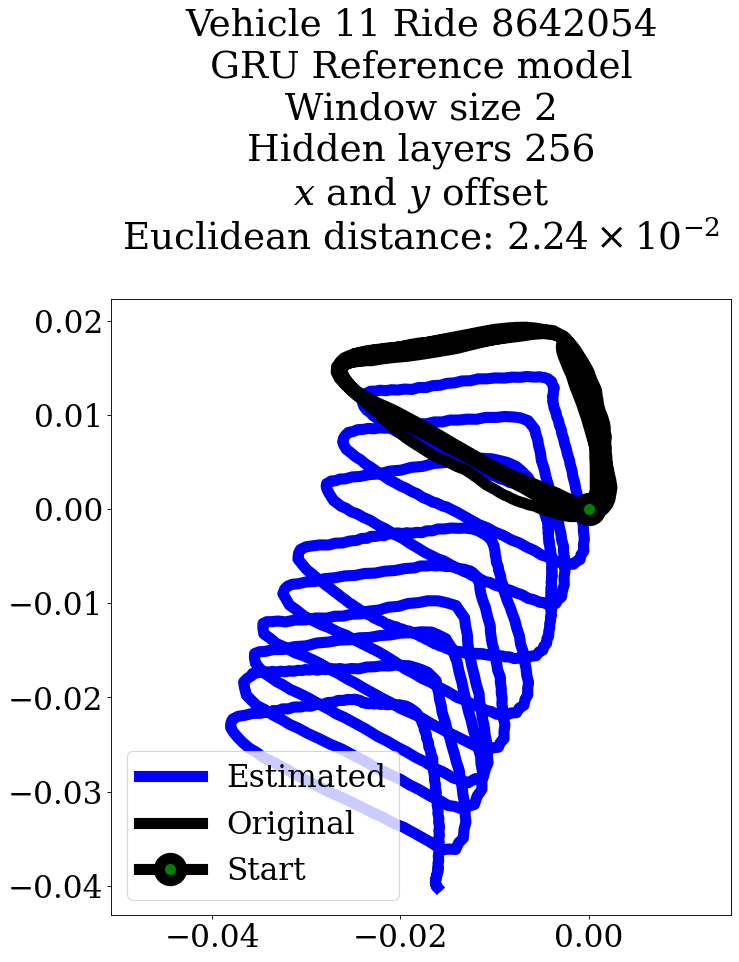 Vehicle 11 Ride 8642054
GRU Reference model
Window size 2
Hidden layers 256
x and y offset
Euclidean distance: 2.24 × 10⁻²
0.02
0.01
0.00
−0.01
−0.02
−0.03
−0.04
Estimated
Original
Start
−0.04
−0.02
0.00